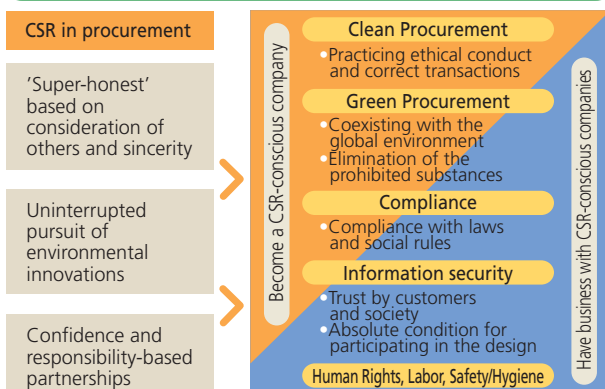 CSR in procurement
'Super-honest'
based on
consideration of
others and sincerity
Uninterrupted
pursuit of
environmental
innovations
Confidence and
responsibility-based
partnerships
Become a CSR-conscious company
Clean Procurement
•Practicing ethical conduct
and correct transactions
Green Procurement
•Coexisting with the
global environment
•Elimination of the
prohibited substances
Compliance
•Compliance with laws
and social rules
Information security
•Trust by customers
and society
•Absolute condition for
participating in the design
Human Rights, Labor, Safety/Hygiene
Have business with CSR-conscious companies